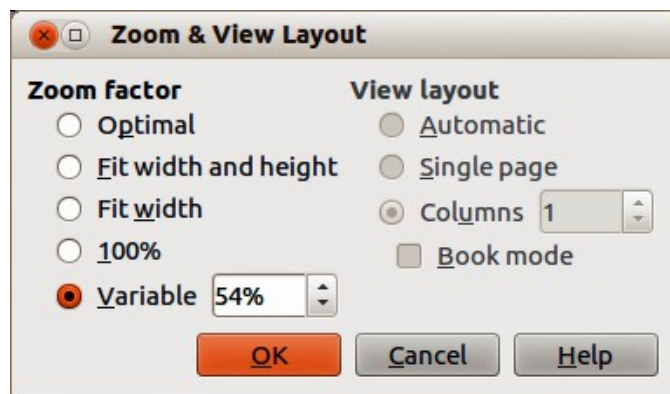 Zoom & View Layout
Zoom factor
Optimal
Fit width and height
Fit width
100%
Variable 54%
View layout
Automatic
Single page
Columns 1
Book mode
OK Cancel Help